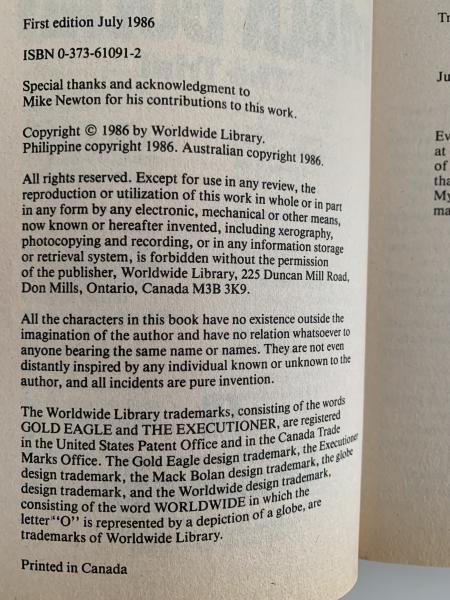 First edition July 1986
ISBN 0-373-61091-2
Special thanks and acknowledgment to
Mike Newton for his contributions to this work.
Copyright © 1986 by Worldwide Library.
Philippine copyright 1986. Australian copyright 1986.
All rights reserved. Except for use in any review, the
reproduction or utilization of this work in whole or in part
in any form by any electronic, mechanical or other means,
now known or hereafter invented, including xerography,
photocopying and recording, or in any information storage
or retrieval system, is forbidden without the permission
of the publisher, Worldwide Library, 225 Duncan Mill Road,
Don Mills, Ontario, Canada M3B 3K9.
All the characters in this book have no existence outside the
imagination of the author and have no relation whatsoever to
anyone bearing the same name or names. They are not even
distantly inspired by any individual known or unknown to the
author, and all incidents are pure invention.
The Worldwide Library trademarks, consisting of the words
GOLD EAGLE and THE EXECUTIONER, are registered
in the United States Patent Office and in the Canada Trade
Marks Office. The Gold Eagle design trademark, the Executioner
design trademark, the Mack Bolan design trademark, the globe
design trademark, and the Worldwide design trademark,
consisting of the word WORLDWIDE in which the
letter "O" is represented by a depiction of a globe, are
trademarks of Worldwide Library.
Printed in Canada
Tr
Ju
Ev
at
of
tha
My
ma